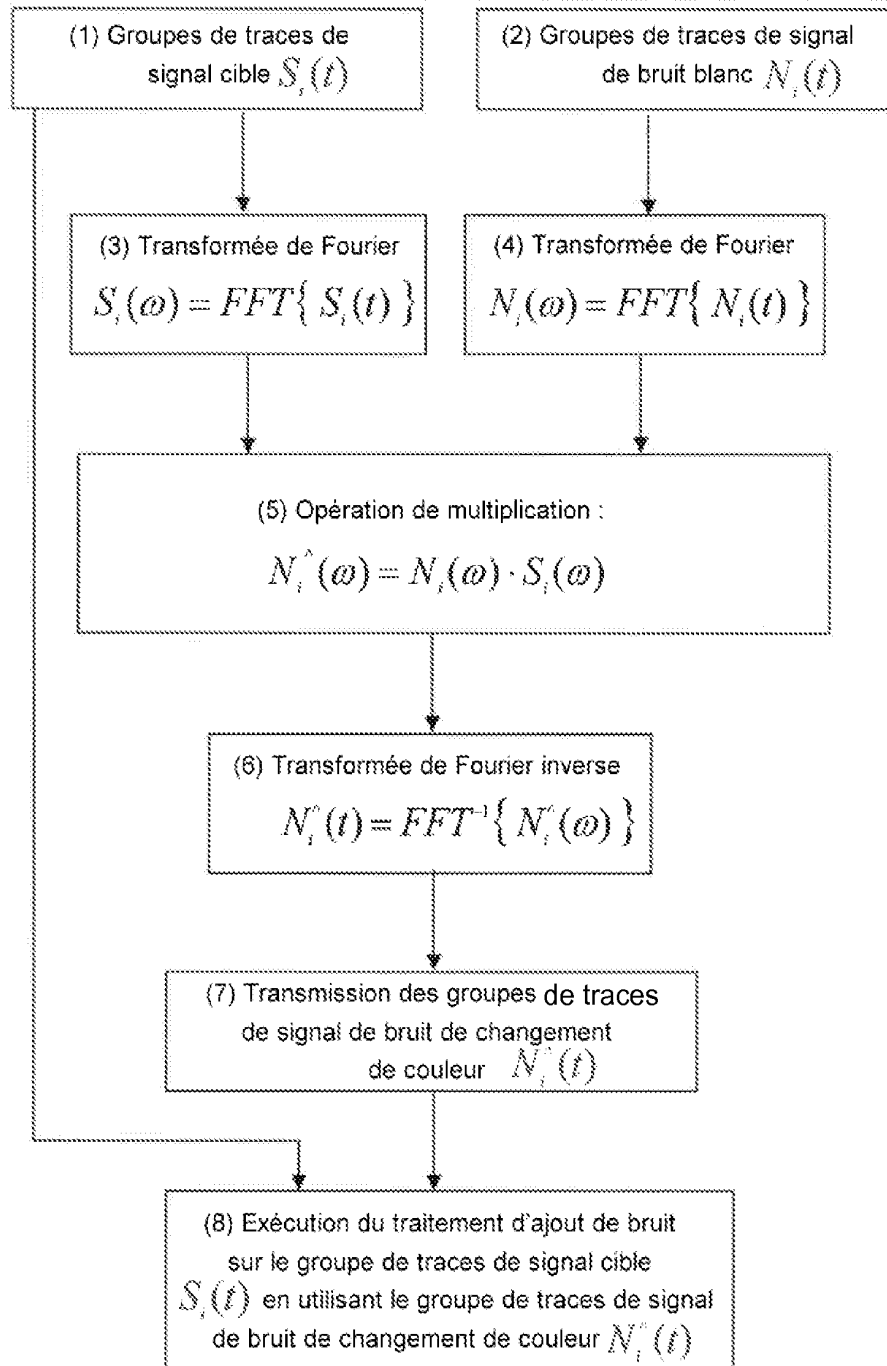 (1) Groupes de traces de
signal cible S_i(t)
(2) Groupes de traces de signal
de bruit blanc N_i(t)
(3) Transformée de Fourier
S_i(ω) = FFT{ S_i(t) }
(4) Transformée de Fourier
N_i(ω) = FFT{ N_i(t) }
(5) Opération de multiplication :
N_i^(ω) = N_i(ω) · S_i(ω)
(6) Transformée de Fourier inverse
N_i^(t) = FFT⁻¹{ N_i^(ω) }
(7) Transmission des groupes de traces
de signal de bruit de changement
de couleur N_i^(t)
(8) Exécution du traitement d'ajout de bruit
sur le groupe de traces de signal cible
S_i(t) en utilisant le groupe de traces de signal
de bruit de changement de couleur N_i^(t)